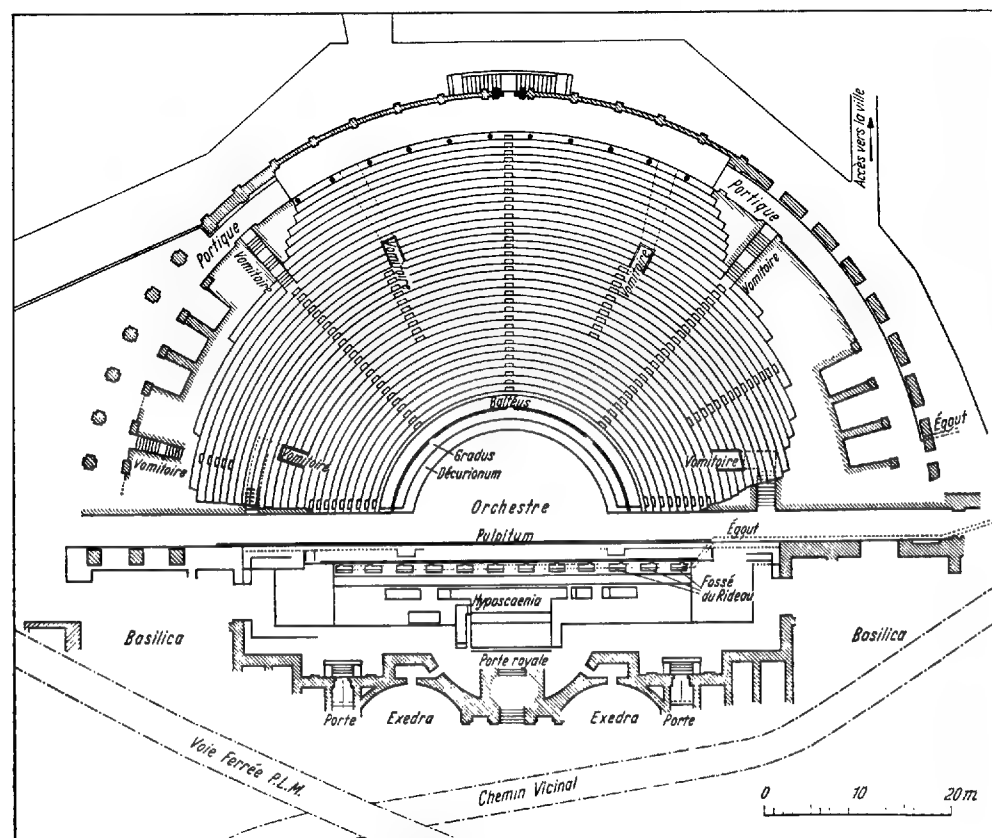 Accès vers la ville
Portique
Portique
Vomitoire
Vomitoire
Vomitoire
Vomitoire
Balteus
Égout
Vomitoire
Vomitoire
Gradus
Vomitoire
Décurionum
Orchestre
Pulpitum
Égout
Fossé
du Rideau
Hyposcaenia
Basilica
Basilica
Porte royale
Porte
Exedra
Exedra
Porte
Voie Ferrée P.L.M.
Chemin Vicinal
0 10 20 m